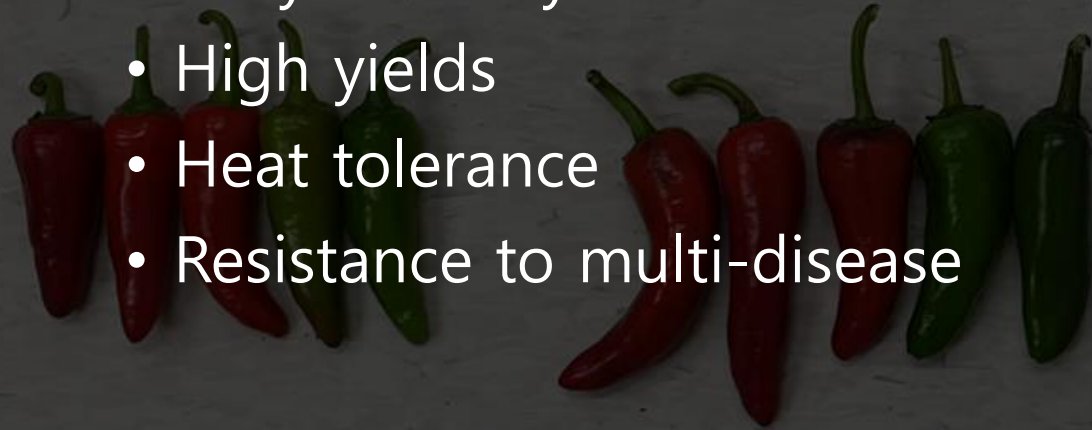 • High yields
• Heat tolerance
• Resistance to multi-disease